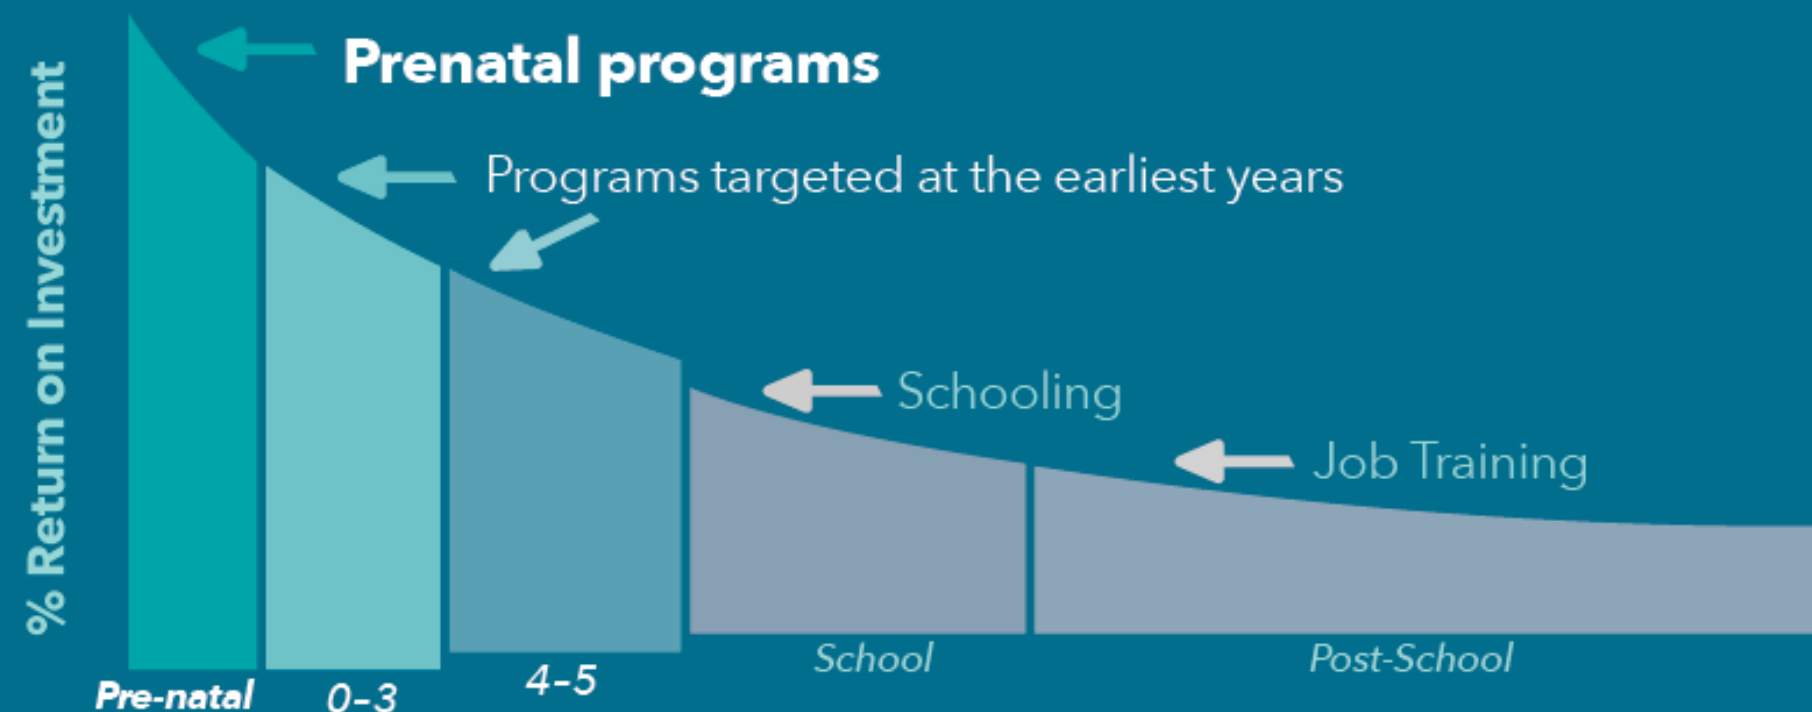 % Return on Investment
Prenatal programs
Programs targeted at the earliest years
Schooling
Job Training
Pre-natal
0–3
4–5
School
Post-School